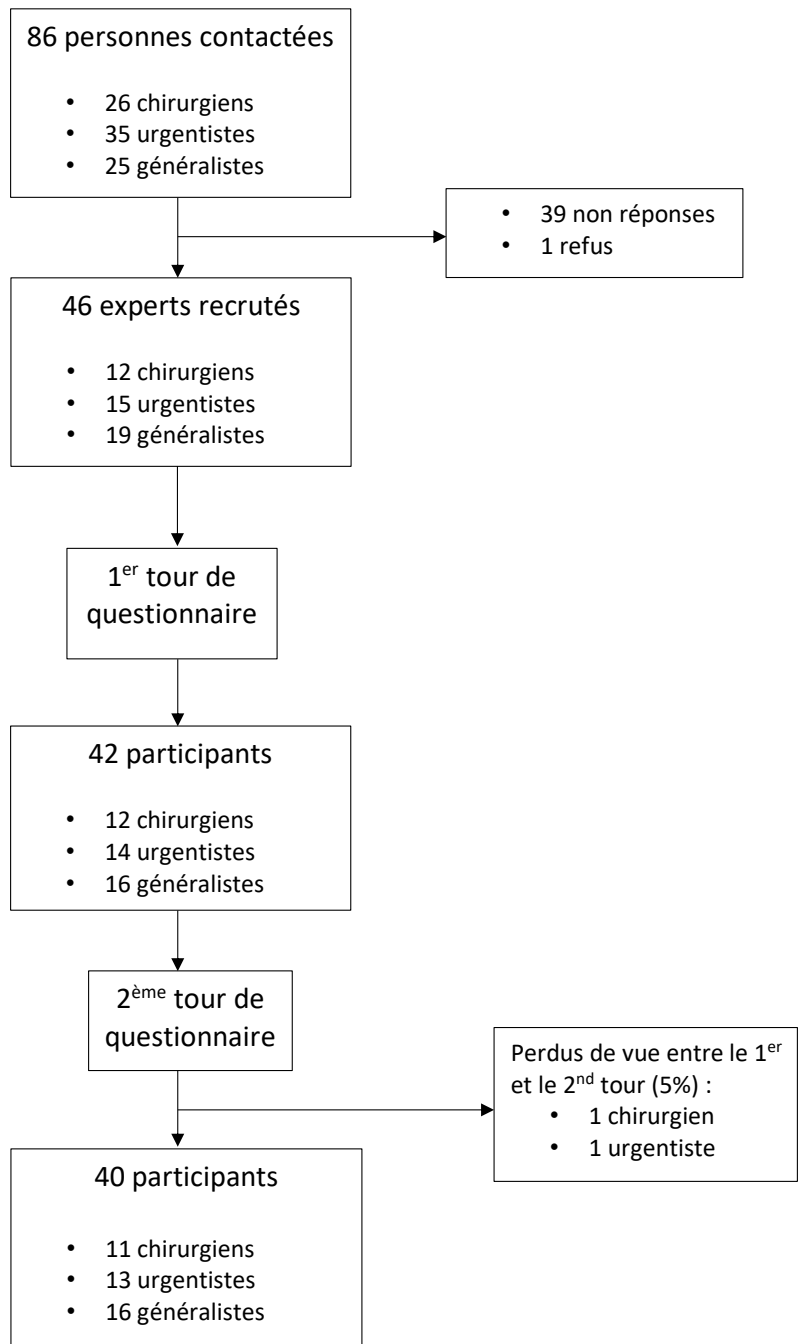 86 personnes contactées
• 26 chirurgiens
• 35 urgentistes
• 25 généralistes
• 39 non réponses
• 1 refus
46 experts recrutés
• 12 chirurgiens
• 15 urgentistes
• 19 généralistes
1er tour de
questionnaire
42 participants
• 12 chirurgiens
• 14 urgentistes
• 16 généralistes
2ème tour de
questionnaire
Perdus de vue entre le 1er
et le 2nd tour (5%) :
• 1 chirurgien
• 1 urgentiste
40 participants
• 11 chirurgiens
• 13 urgentistes
• 16 généralistes